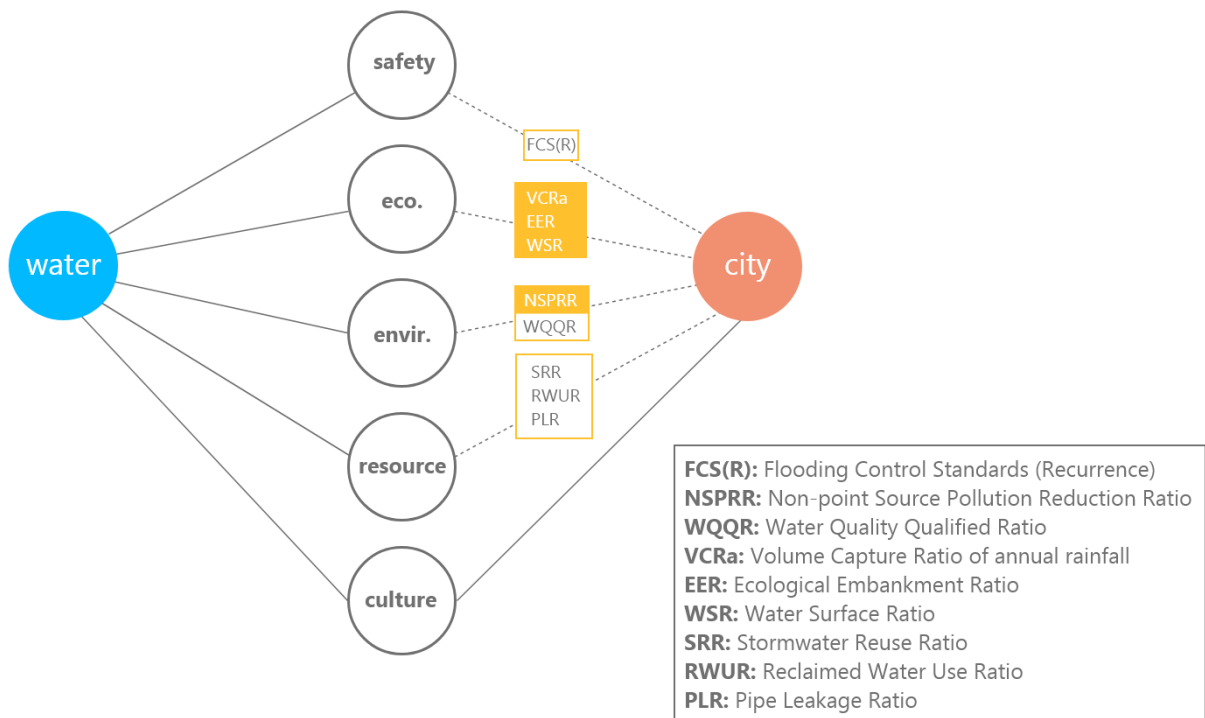 safety
FCS(R)
eco.
VCRa
EER
WSR
water
city
envir.
NSPRR
WQQR
SRR
RWUR
PLR
resource
culture
FCS(R): Flooding Control Standards (Recurrence)
NSPRR: Non-point Source Pollution Reduction Ratio
WQQR: Water Quality Qualified Ratio
VCRa: Volume Capture Ratio of annual rainfall
EER: Ecological Embankment Ratio
WSR: Water Surface Ratio
SRR: Stormwater Reuse Ratio
RWUR: Reclaimed Water Use Ratio
PLR: Pipe Leakage Ratio